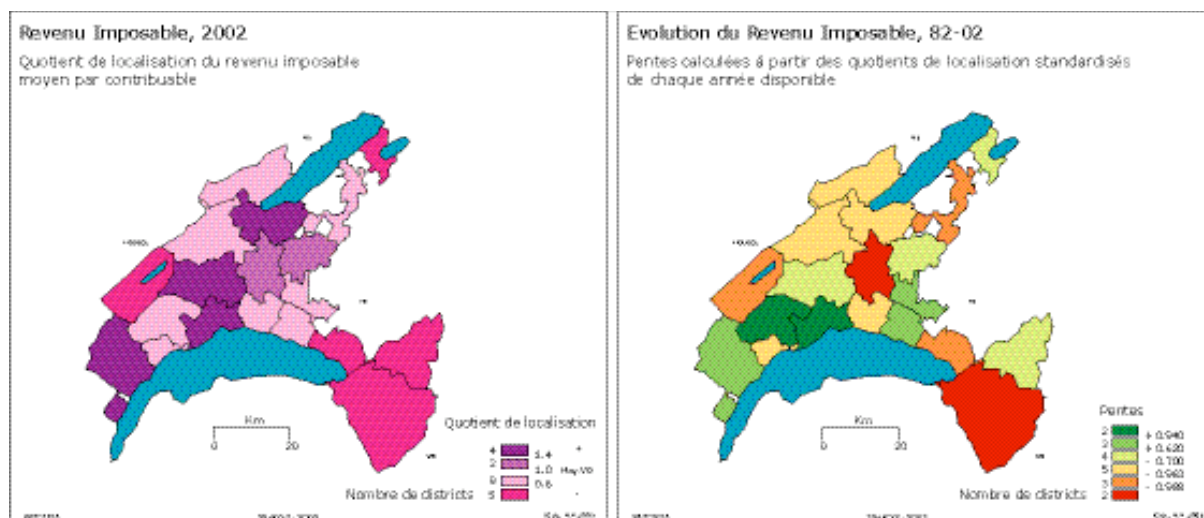 Revenu Imposable, 2002
Quotient de localisation du revenu imposable
moyen par contribuable
Km
0 20
Quotient de localisation
4
2
8
5
1.4
1.0
0.6
+
Moy.VD
-
Nombre de districts
Evolution du Revenu Imposable, 82-02
Pentes calculées à partir des quotients de localisation standardisés
de chaque année disponible
Km
0 20
Pentes
2
3
4
5
3
2
+ 0.940
+ 0.620
- 0.700
- 0.960
- 0.988
Nombre de districts